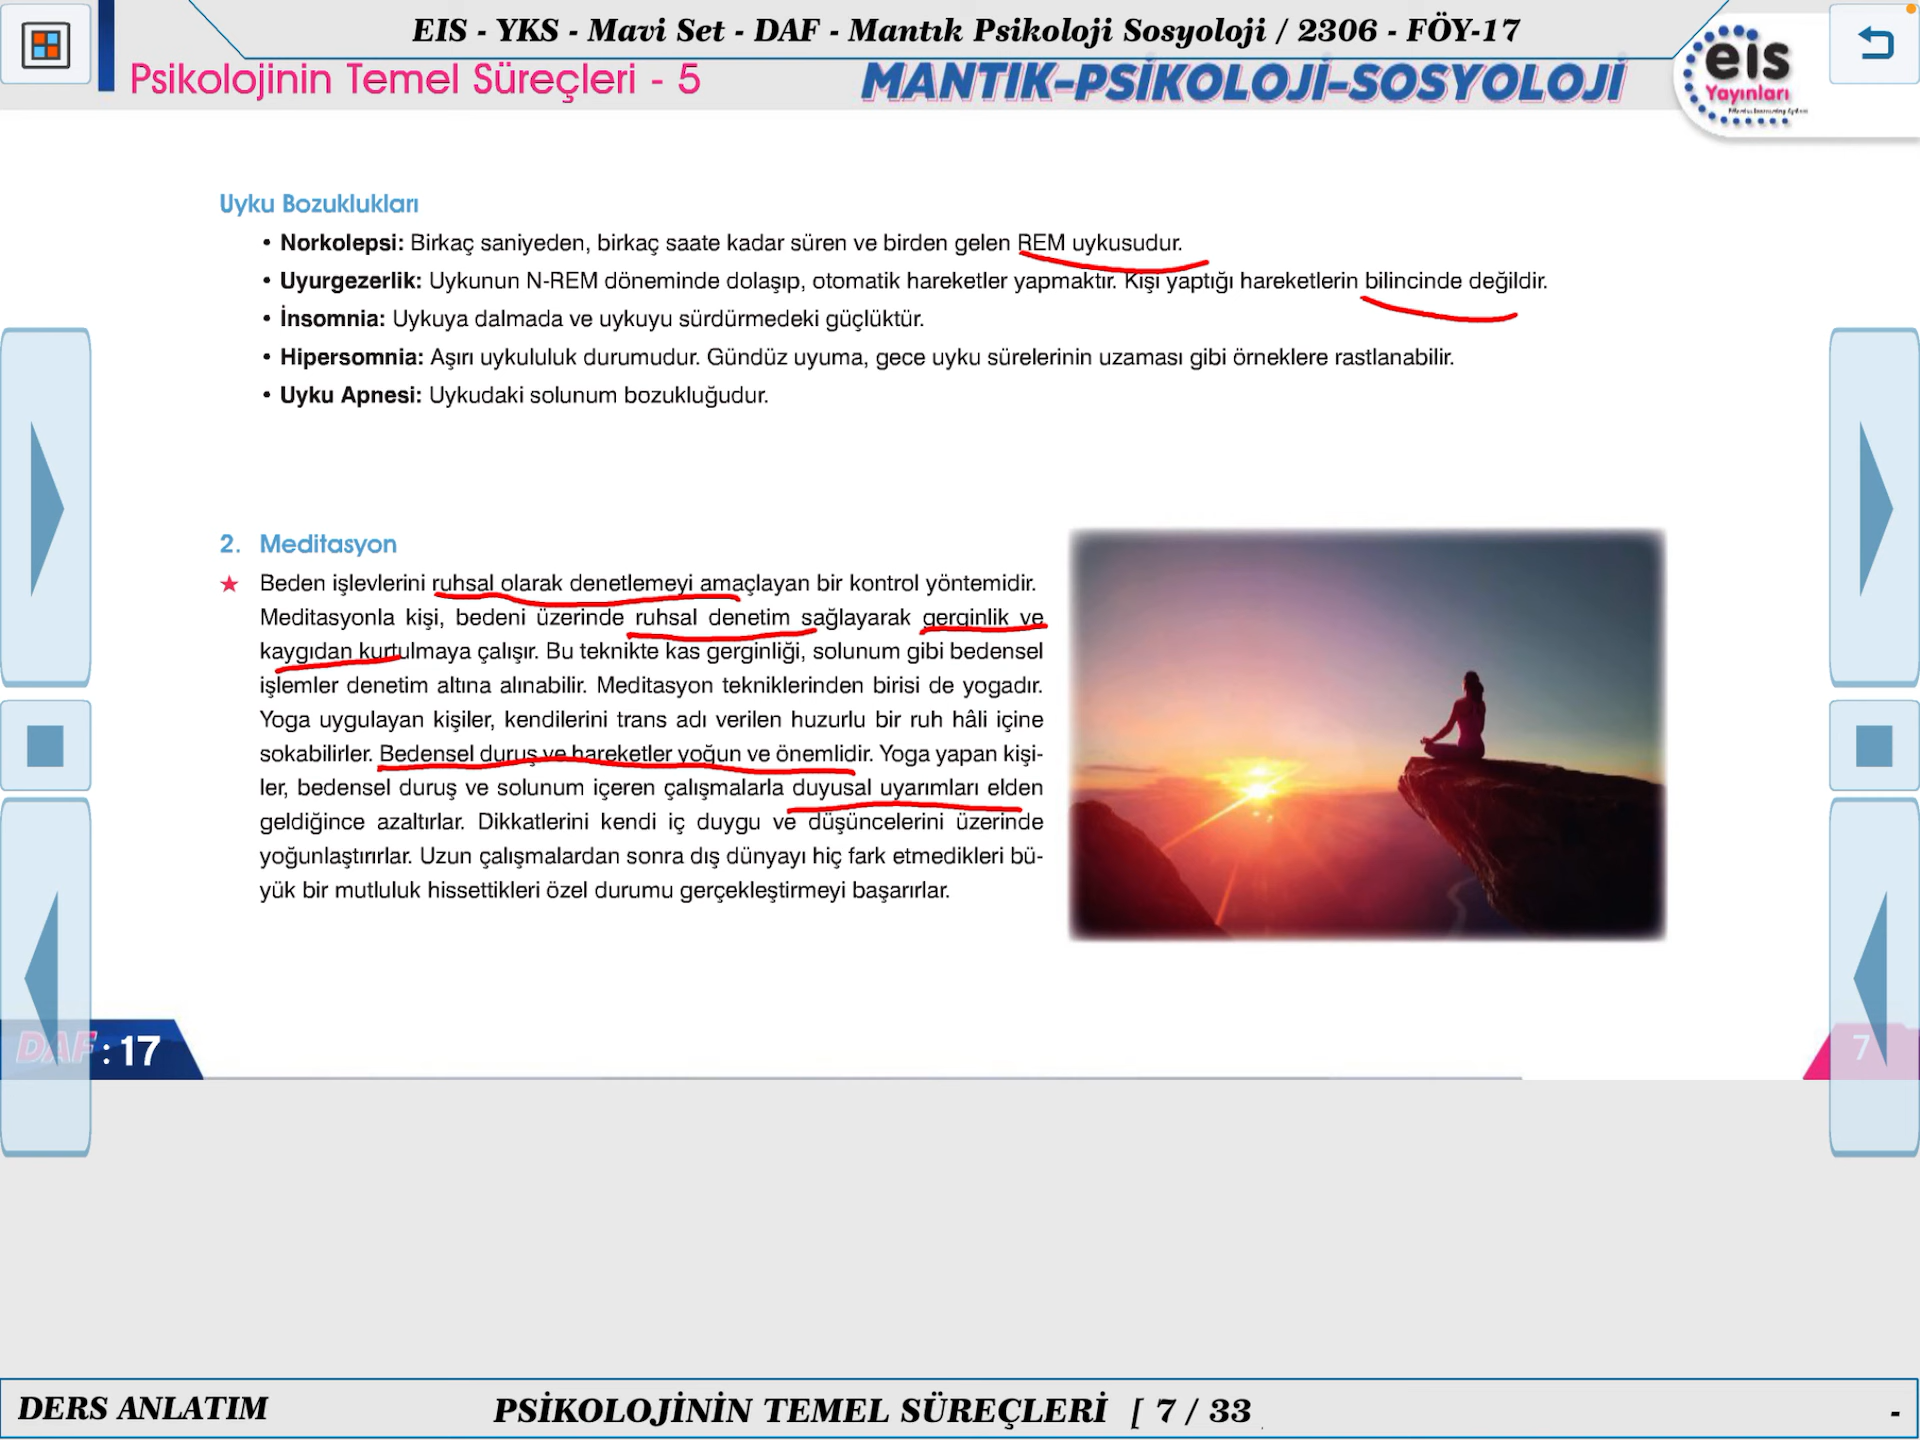 EIS - YKS - Mavi Set - DAF - Mantık Psikoloji Sosyoloji / 2306 - FÖY-17
Psikolojinin Temel Süreçleri - 5
MANTIK-PSİKOLOJİ-SOSYOLOJİ
eis
Yayınları
Uyku Bozuklukları
• Norkolepsi: Birkaç saniyeden, birkaç saate kadar süren ve birden gelen REM uykusudur.
• Uyurgezerlik: Uykunun N-REM döneminde dolaşıp, otomatik hareketler yapmaktır. Kişi yaptığı hareketlerin bilincinde değildir.
• İnsomnia: Uykuya dalmada ve uykuyu sürdürmedeki güçlüktür.
• Hipersomnia: Aşırı uykululuk durumudur. Gündüz uyuma, gece uyku sürelerinin uzaması gibi örneklere rastlanabilir.
• Uyku Apnesi: Uykudaki solunum bozukluğudur.
2. Meditasyon
★ Beden işlevlerini ruhsal olarak denetlemeyi amaçlayan bir kontrol yöntemidir.
Meditasyonla kişi, bedeni üzerinde ruhsal denetim sağlayarak gerginlik ve
kaygıdan kurtulmaya çalışır. Bu teknikte kas gerginliği, solunum gibi bedensel
işlemler denetim altına alınabilir. Meditasyon tekniklerinden birisi de yogadır.
Yoga uygulayan kişiler, kendilerini trans adı verilen huzurlu bir ruh hâli içine
sokabilirler. Bedensel duruş ve hareketler yoğun ve önemlidir. Yoga yapan kişi-
ler, bedensel duruş ve solunum içeren çalışmalarla duyusal uyarımları elden
geldiğince azaltırlar. Dikkatlerini kendi iç duygu ve düşüncelerini üzerinde
yoğunlaştırırlar. Uzun çalışmalardan sonra dış dünyayı hiç fark etmedikleri bü-
yük bir mutluluk hissettikleri özel durumu gerçekleştirmeyi başarırlar.
DAF : 17
7
DERS ANLATIM
PSİKOLOJİNİN TEMEL SÜREÇLERİ [ 7 / 33
-